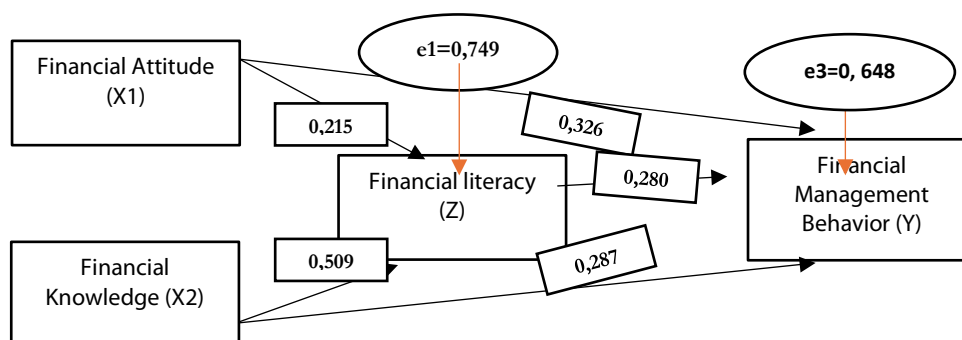 e1=0,749
Financial Attitude
(X1)
e3=0, 648
0,215
0,326
Financial literacy
(Z)
0,280
Financial
Management
Behavior (Y)
0,509
0,287
Financial
Knowledge (X2)